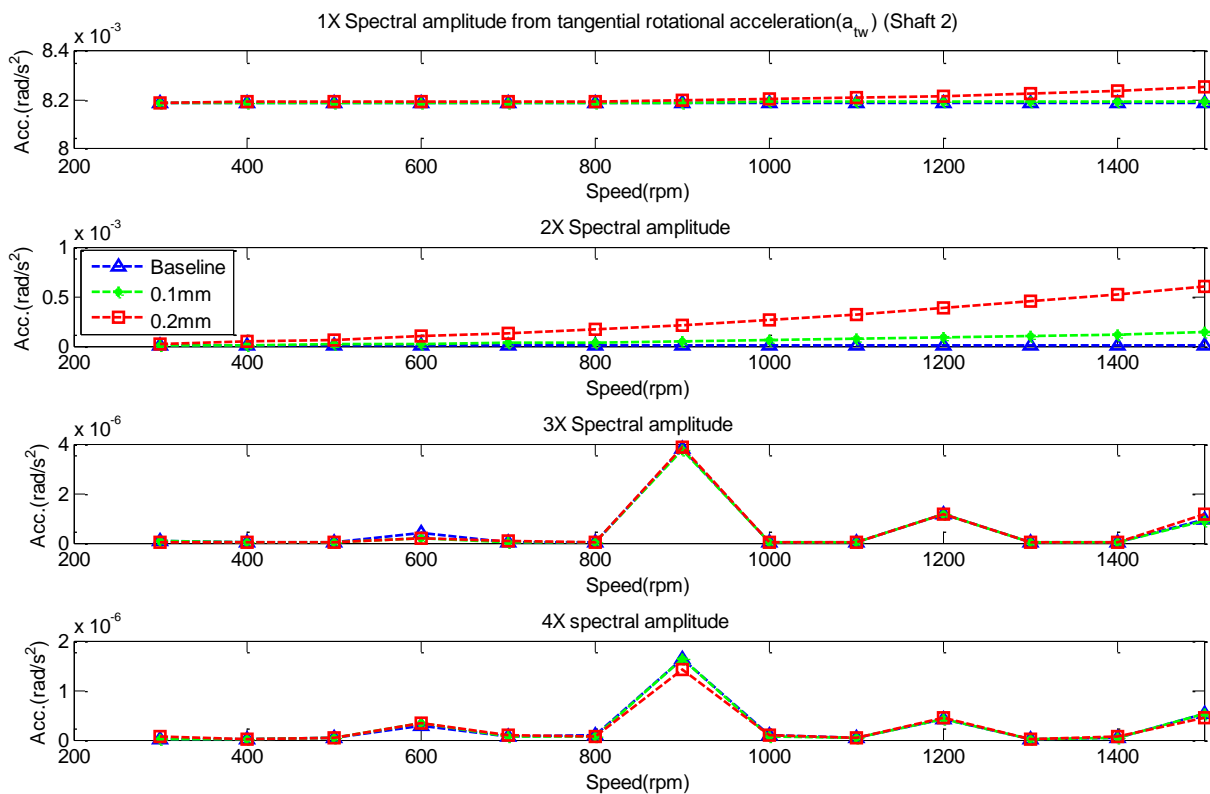 1X Spectral amplitude from tangential rotational acceleration(a_tw) (Shaft 2)
x 10^-3
8.4
8.2
8
Acc.(rad/s^2)
200 400 600 800 1000 1200 1400
Speed(rpm)
2X Spectral amplitude
x 10^-3
1
0.5
0
Acc.(rad/s^2)
Baseline
0.1mm
0.2mm
200 400 600 800 1000 1200 1400
Speed(rpm)
3X Spectral amplitude
x 10^-6
4
2
0
Acc.(rad/s^2)
200 400 600 800 1000 1200 1400
Speed(rpm)
4X spectral amplitude
x 10^-6
2
1
0
Acc.(rad/s^2)
200 400 600 800 1000 1200 1400
Speed(rpm)